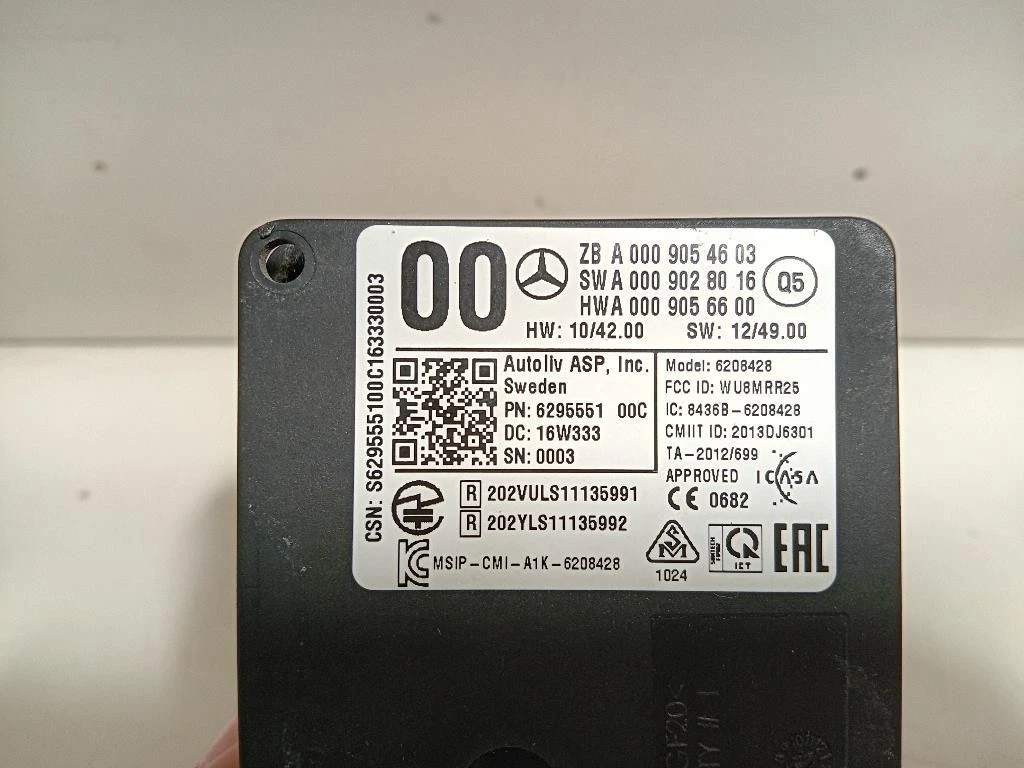 00
ZB A 000 905 46 03
SW A 000 902 80 16
HW A 000 905 66 00
Q5
HW: 10/42.00 SW: 12/49.00
CSN: S629555100C163330003
Autoliv ASP, Inc.
Sweden
PN: 6295551 00C
DC: 16W333
SN: 0003
Model: 6208428
FCC ID: WU8MRR25
IC: 8436B-6208428
CMIIT ID: 2013DJ6301
TA-2012/699
APPROVED ICASA
CE 0682
R 202VULS11135991
R 202YLS11135992
MSIP-CMI-A1K-6208428
1024
ICT
EAC
GF20<